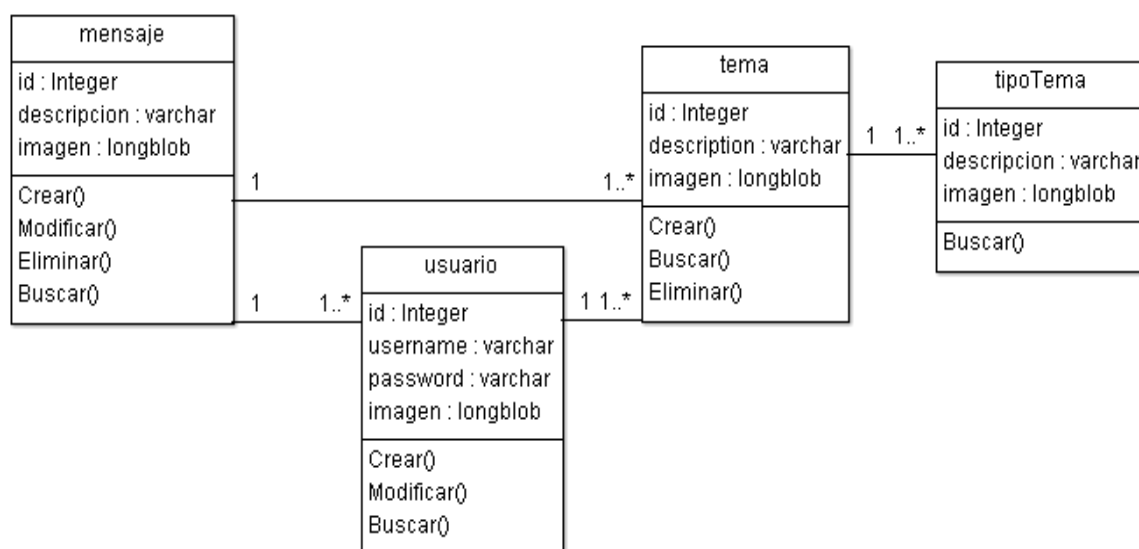 mensaje
id : Integer
descripcion : varchar
imagen : longblob
Crear()
Modificar()
Eliminar()
Buscar()
1
1..*
1
1..*
usuario
id : Integer
username : varchar
password : varchar
imagen : longblob
Crear()
Modificar()
Buscar()
1 1..*
tema
id : Integer
description : varchar
imagen : longblob
Crear()
Buscar()
Eliminar()
1 1..*
tipoTema
id : Integer
descripcion : varchar
imagen : longblob
Buscar()